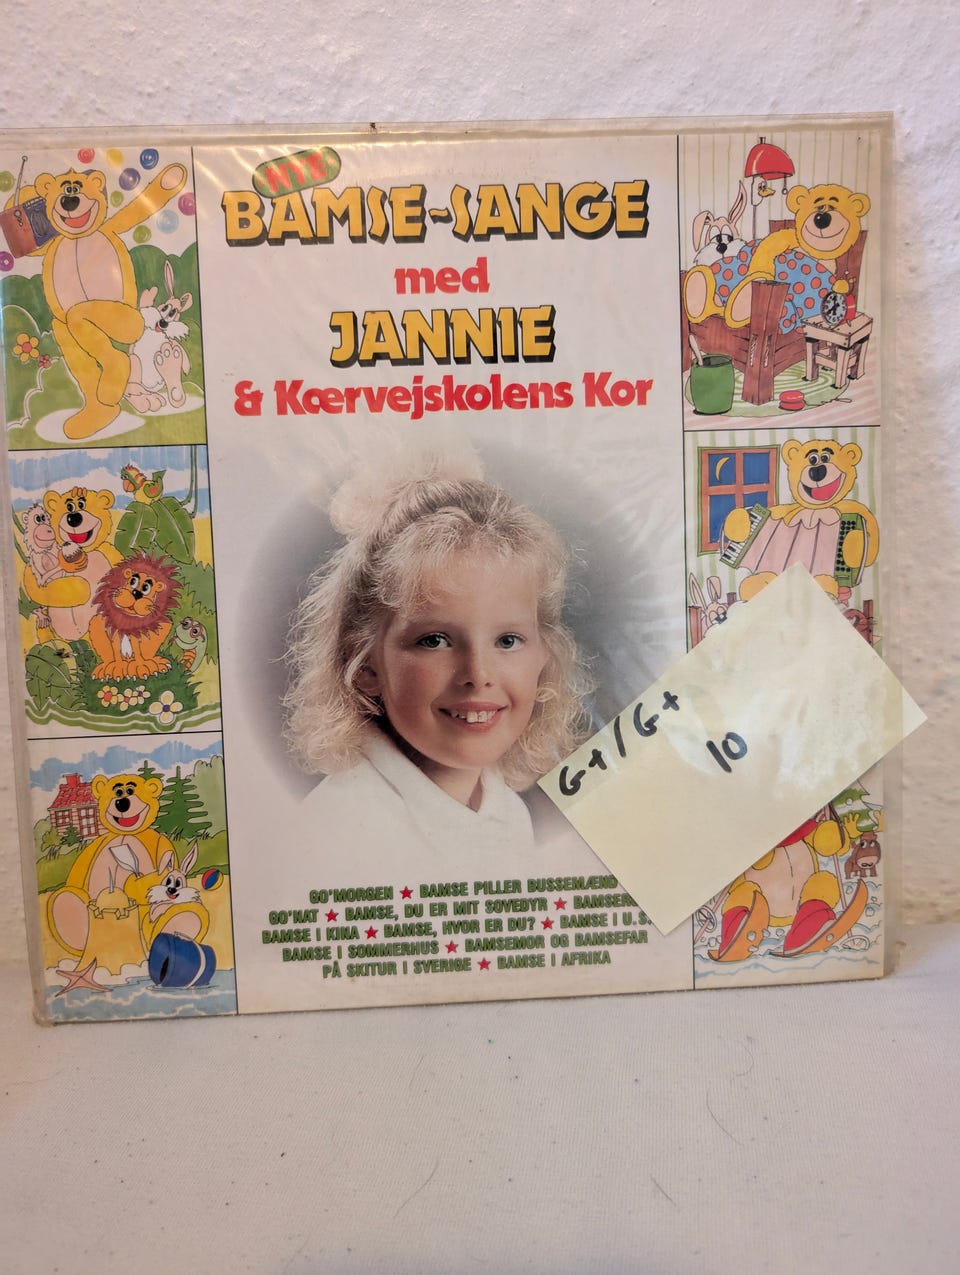 NYE
BAMSE-SANGE
med
JANNIE
& Kærvejskolens Kor
G+/G+
10
GO'MORGEN ★ BAMSE PILLER BUSSEMÆND
GO'NAT ★ BAMSE, DU ER MIT SOVEDYR ★
BAMSE I KINA ★ BAMSE, HVOR ER DU? ★ BAMSE I U.S.
BAMSE I SOMMERHUS ★ BAMSEMOR OG BAMSEFAR
PÅ SKITUR I SVERIGE ★ BAMSE I AFRIKA